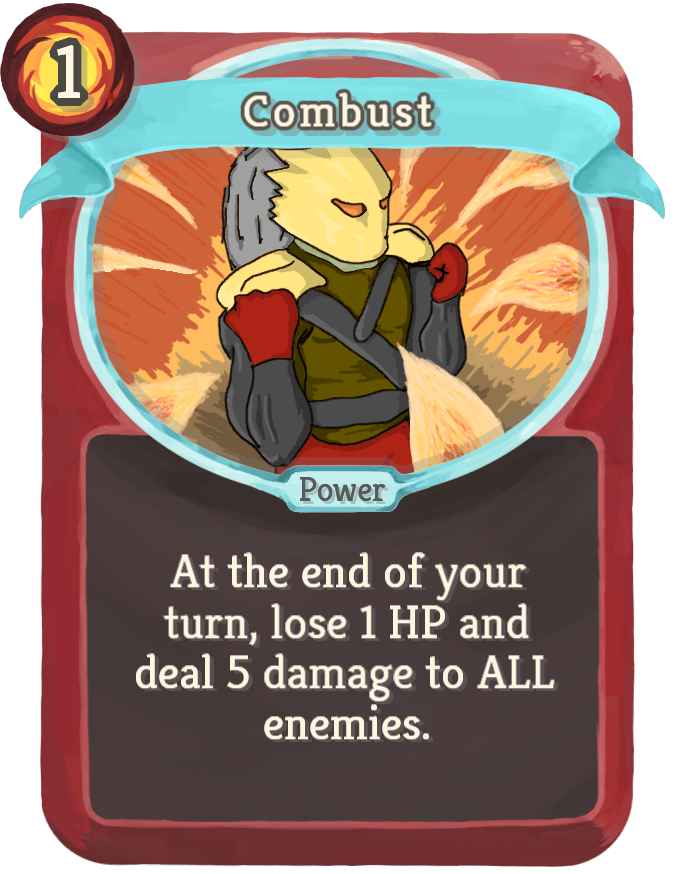 1
Combust
Power
At the end of your
turn, lose 1 HP and
deal 5 damage to ALL
enemies.